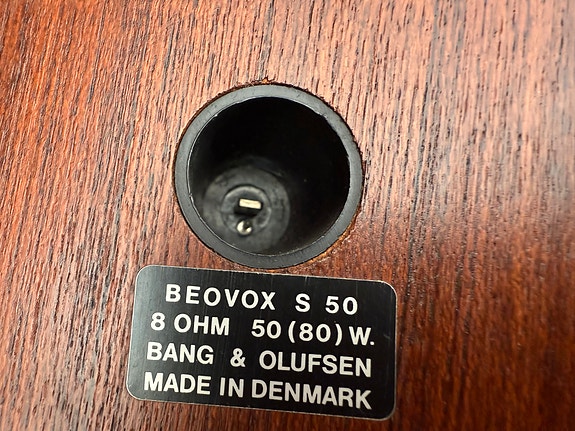 BEOVOX S 50
8 OHM 50 (80) W.
BANG & OLUFSEN
MADE IN DENMARK